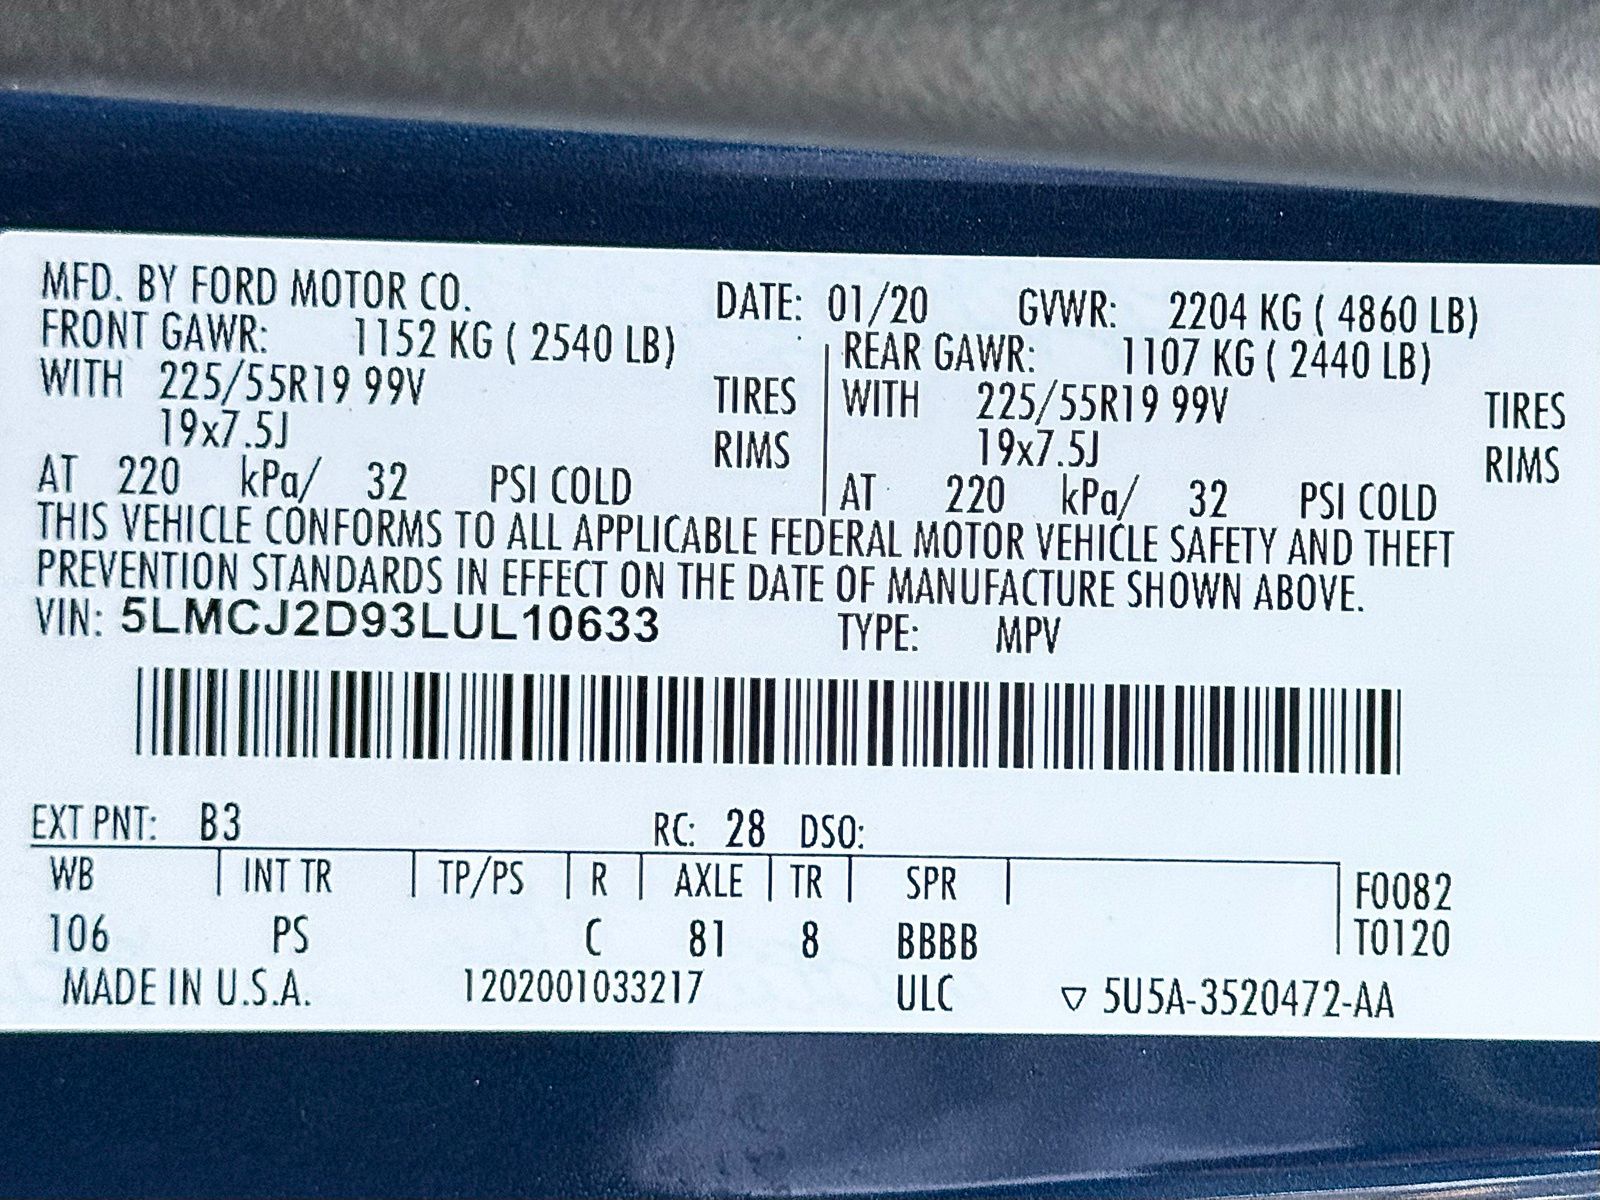 MFD. BY FORD MOTOR CO. DATE: 01/20 GVWR: 2204 KG ( 4860 LB)
FRONT GAWR: 1152 KG ( 2540 LB) REAR GAWR: 1107 KG ( 2440 LB)
WITH 225/55R19 99V TIRES WITH 225/55R19 99V TIRES
19x7.5J RIMS 19x7.5J RIMS
AT 220 kPa/ 32 PSI COLD AT 220 kPa/ 32 PSI COLD
THIS VEHICLE CONFORMS TO ALL APPLICABLE FEDERAL MOTOR VEHICLE SAFETY AND THEFT
PREVENTION STANDARDS IN EFFECT ON THE DATE OF MANUFACTURE SHOWN ABOVE.
VIN: 5LMCJ2D93LUL10633 TYPE: MPV
EXT PNT: B3 RC: 28 DSO:
WB INT TR TP/PS R AXLE TR SPR F0082
106 PS C 81 8 BBBB T0120
MADE IN U.S.A. 1202001033217 ULC ▽ 5U5A-3520472-AA